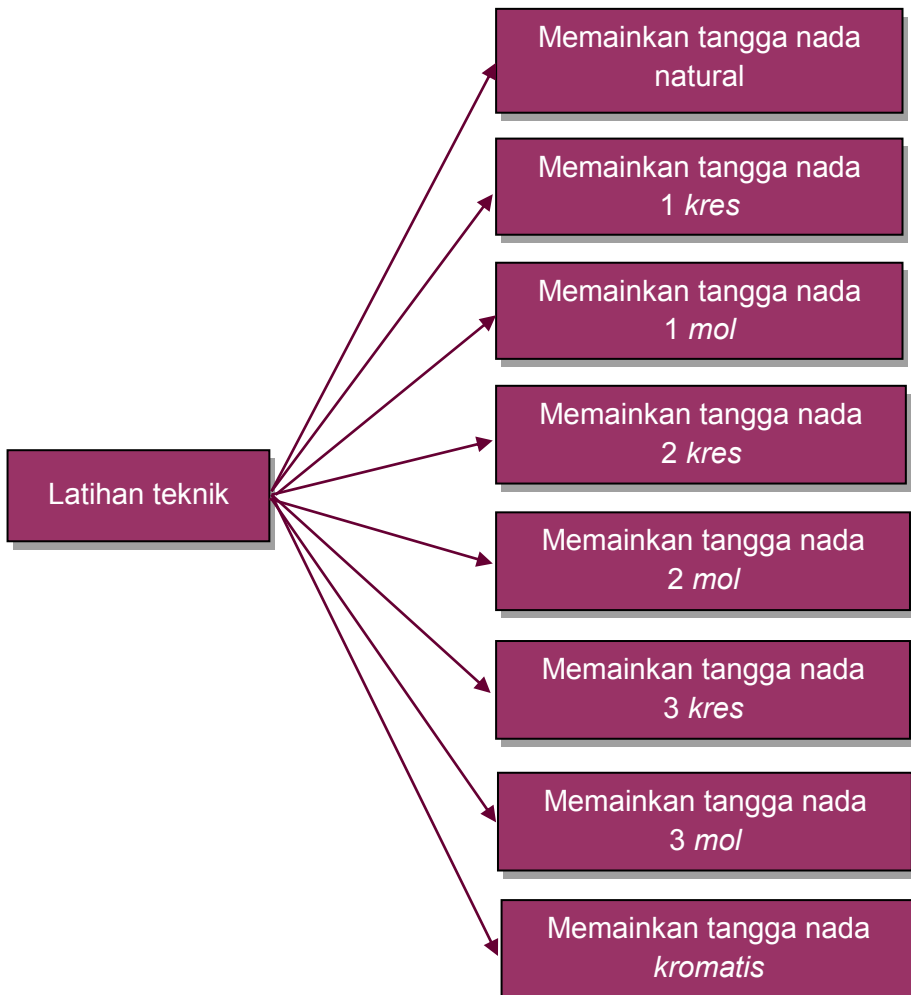 Memainkan tangga nada
natural
Memainkan tangga nada
1 kres
Memainkan tangga nada
1 mol
Memainkan tangga nada
2 kres
Latihan teknik
Memainkan tangga nada
2 mol
Memainkan tangga nada
3 kres
Memainkan tangga nada
3 mol
Memainkan tangga nada
kromatis